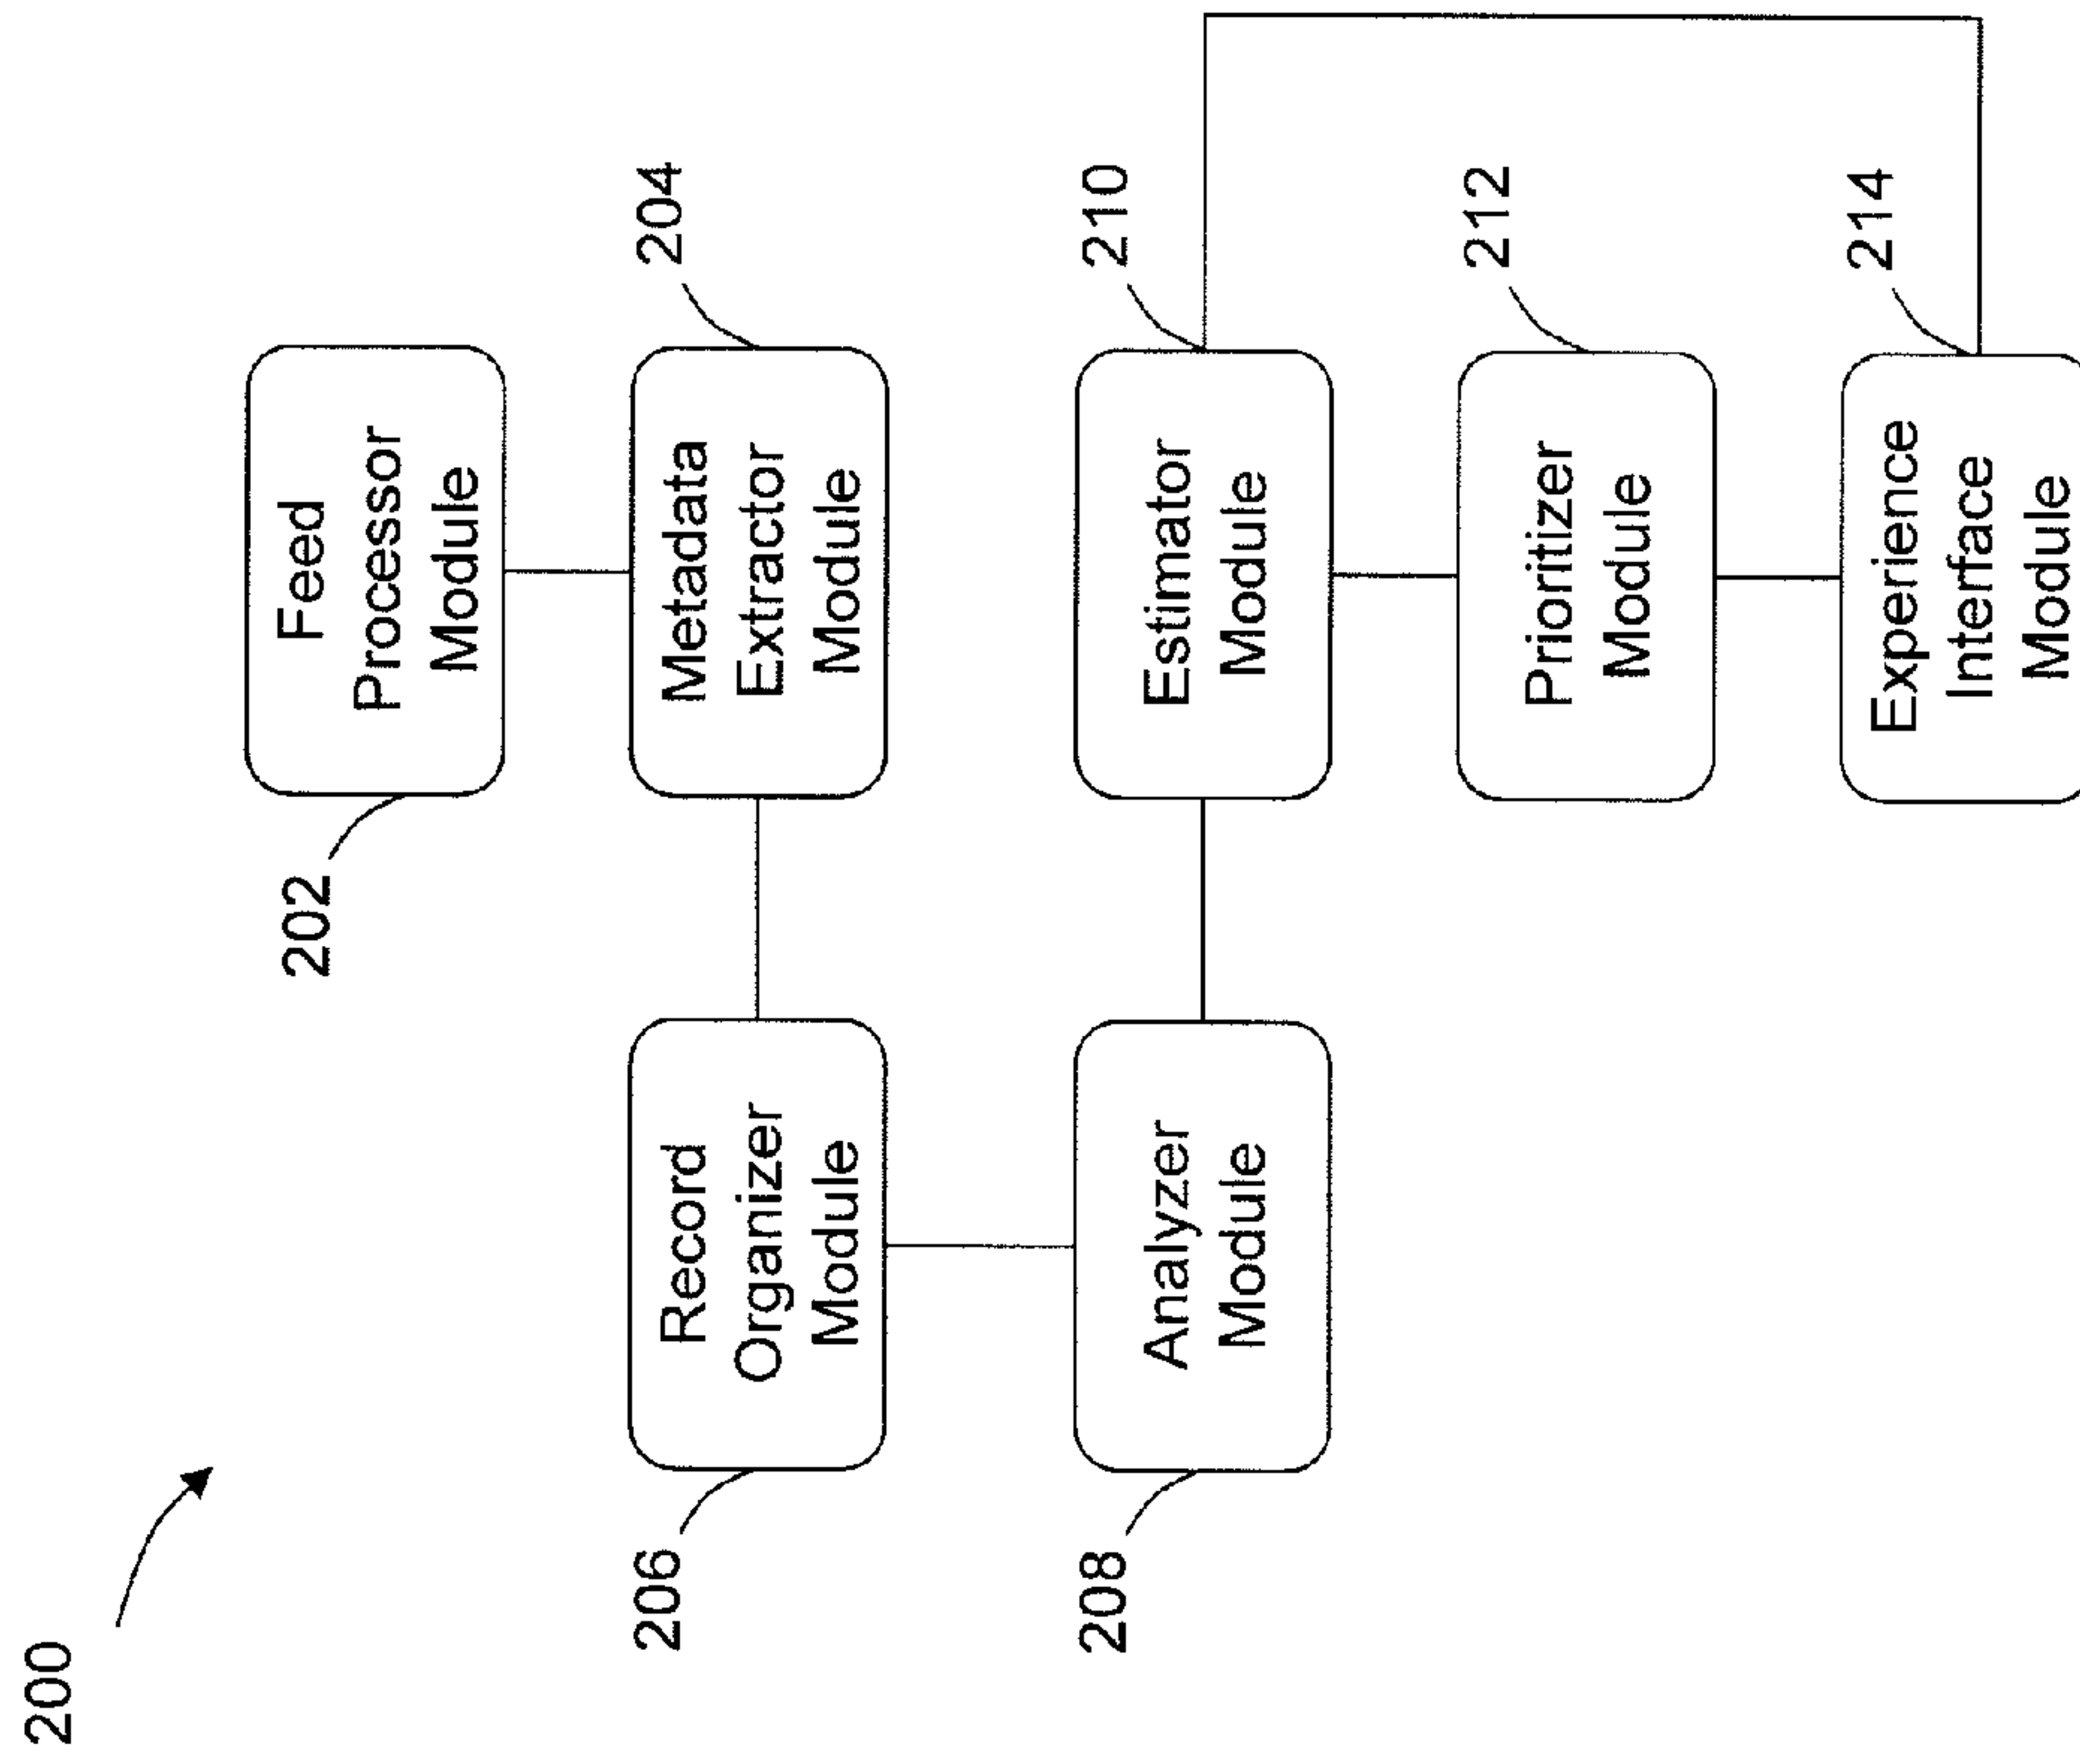 200
202
Feed
Processor
Module
204
Metadata
Extractor
Module
206
Record
Organizer
Module
208
Analyzer
Module
210
Estimator
Module
212
Prioritizer
Module
214
Experience
Interface
Module